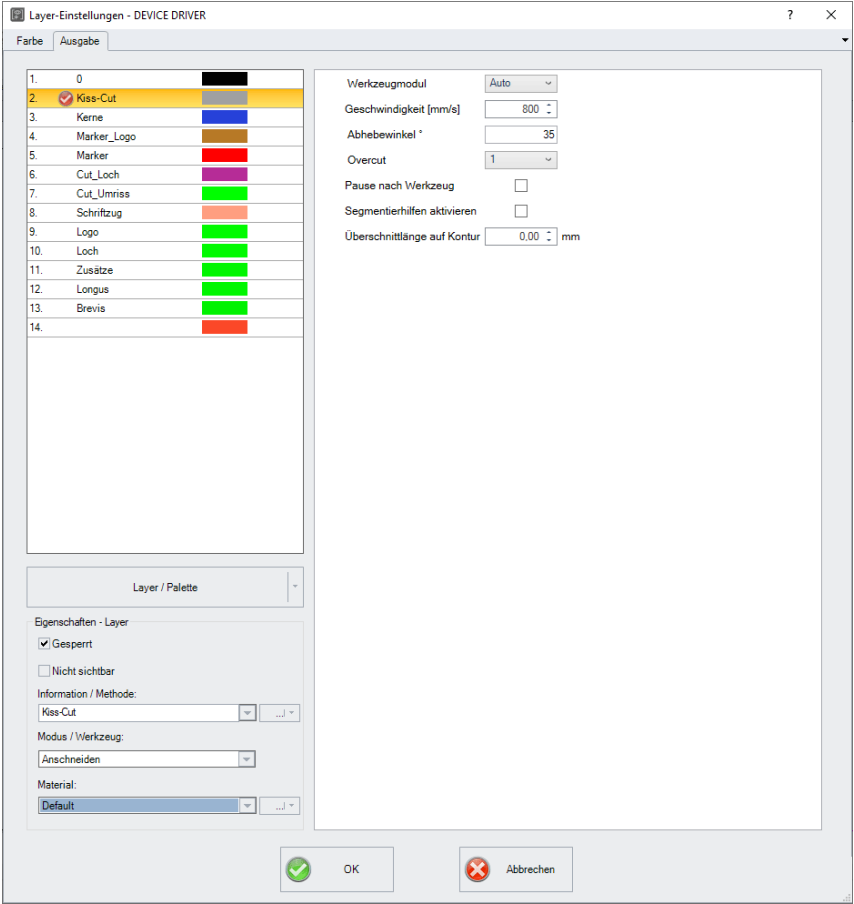 Layer-Einstellungen - DEVICE DRIVER
?
Farbe Ausgabe
1. 0
2. Kiss-Cut
3. Kerne
4. Marker_Logo
5. Marker
6. Cut_Loch
7. Cut_Umriss
8. Schriftzug
9. Logo
10. Loch
11. Zusätze
12. Longus
13. Brevis
14.
Layer / Palette
Eigenschaften - Layer
Gesperrt
Nicht sichtbar
Information / Methode:
Kiss-Cut ...
Modus / Werkzeug:
Anschneiden
Material:
Default ...
Werkzeugmodul Auto
Geschwindigkeit [mm/s] 800
Abhebewinkel ° 35
Overcut 1
Pause nach Werkzeug
Segmentierhilfen aktivieren
Überschnittlänge auf Kontur 0,00 mm
OK Abbrechen